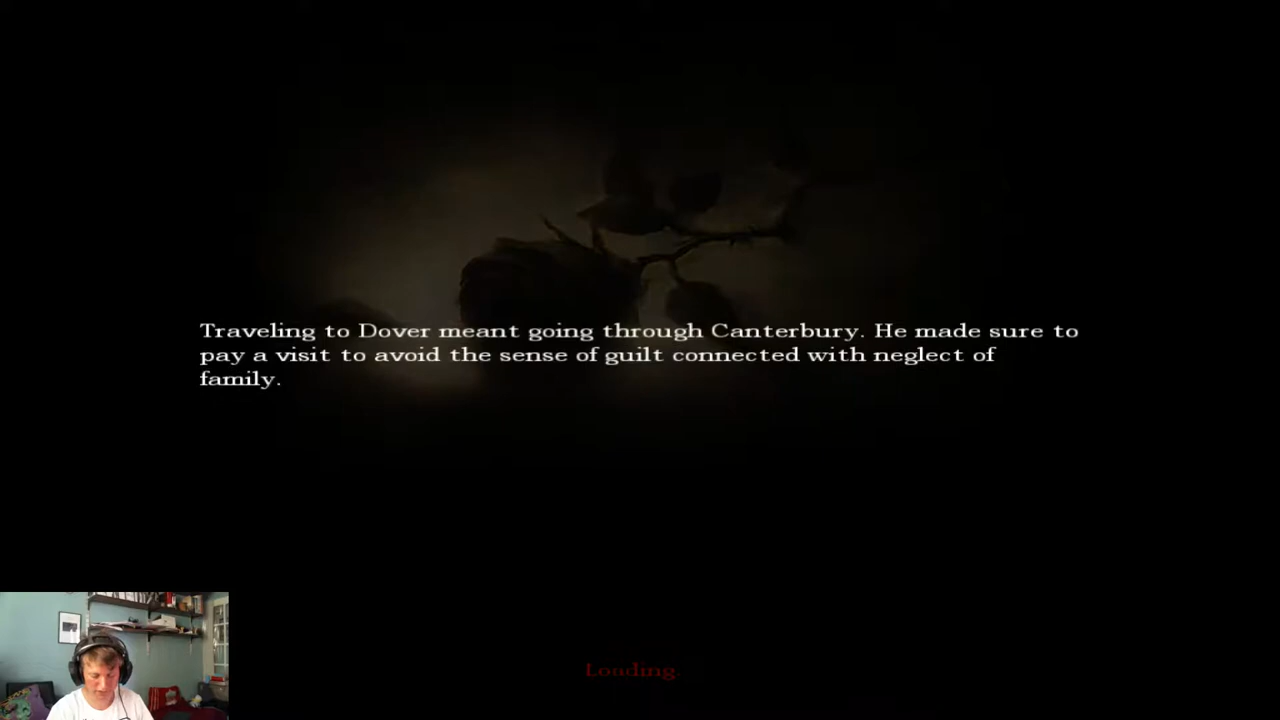 Traveling to Dover meant going through Canterbury. He made sure to
pay a visit to avoid the sense of guilt connected with neglect of
family.
Loading.